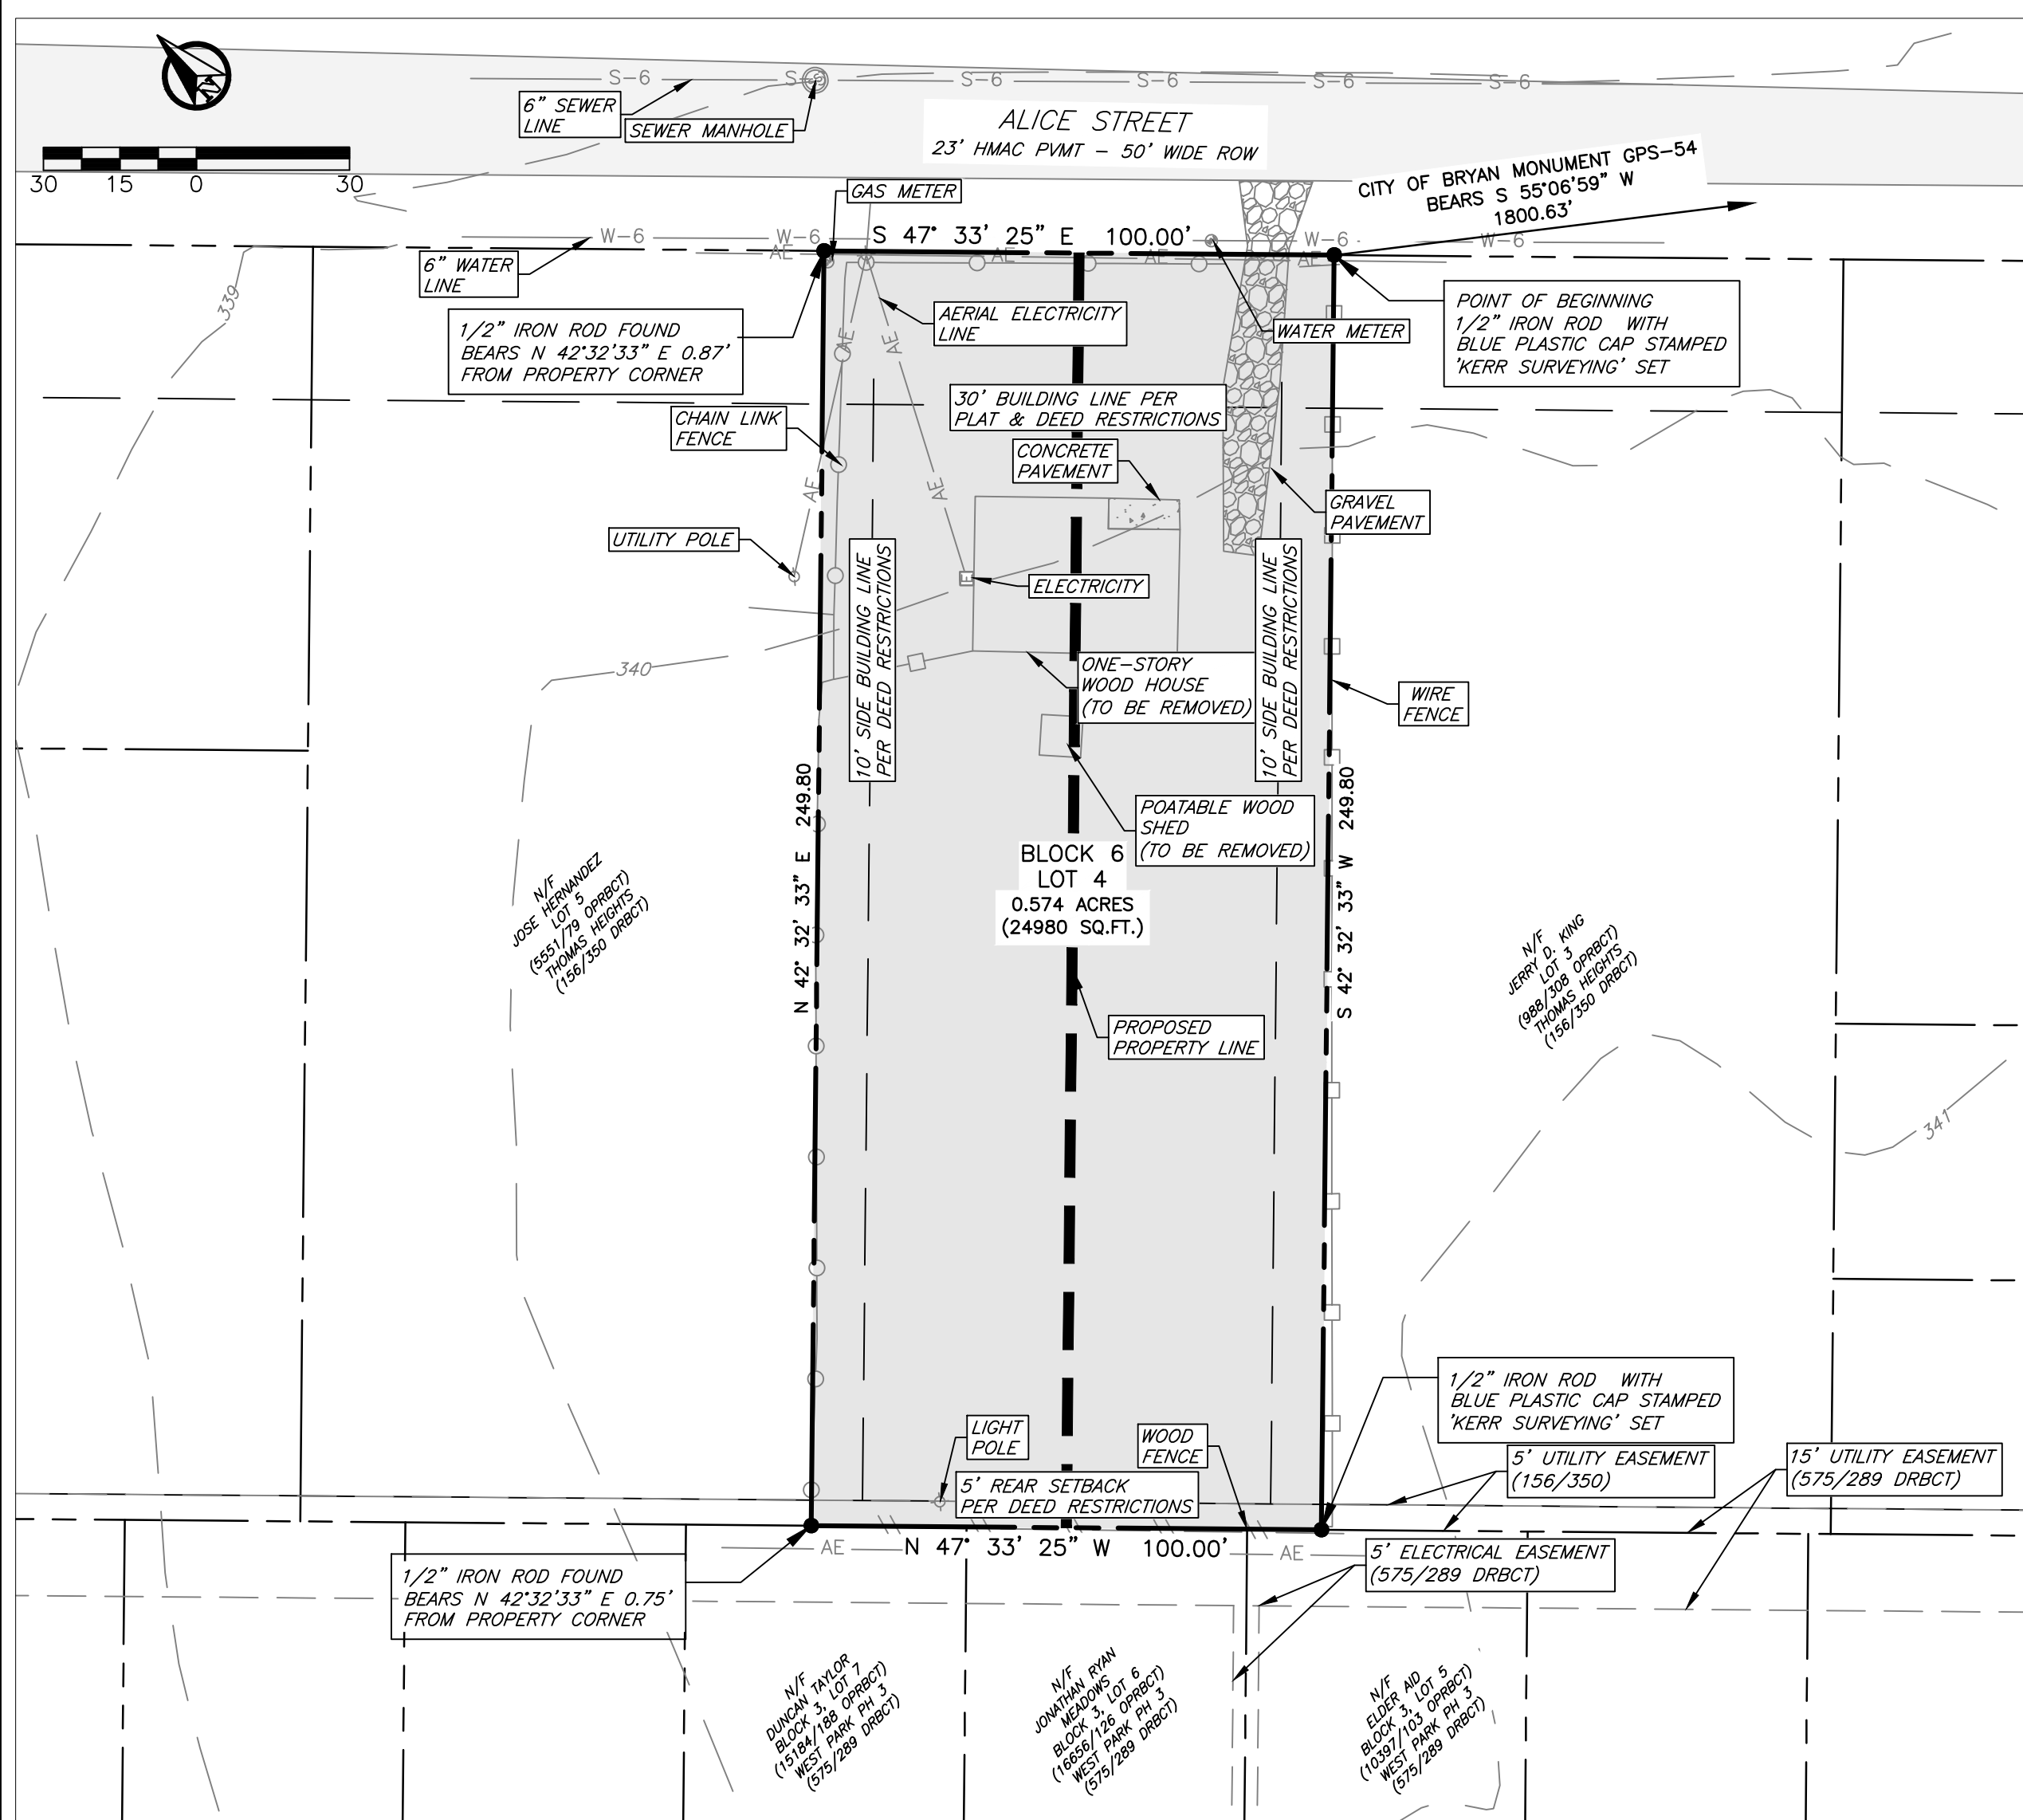 S-6
S-6
S-6
S-6
S-6
S-6
S
N
6" SEWER
LINE
SEWER MANHOLE
ALICE STREET
23' HMAC PVMT - 50' WIDE ROW
30
15
0
30
CITY OF BRYAN MONUMENT GPS-54
BEARS S 55°06'59" W
1800.63'
GAS METER
W-6
W-6
S 47° 33' 25" E 100.00'
W-6
W-6
AE
AE
AE
AE
6" WATER
LINE
339
1/2" IRON ROD FOUND
BEARS N 42°32'33" E 0.87'
FROM PROPERTY CORNER
AERIAL ELECTRICITY
LINE
WATER METER
POINT OF BEGINNING
1/2" IRON ROD WITH
BLUE PLASTIC CAP STAMPED
'KERR SURVEYING' SET
AE
AE
30' BUILDING LINE PER
PLAT & DEED RESTRICTIONS
CHAIN LINK
FENCE
CONCRETE
PAVEMENT
AE
AE
GRAVEL
PAVEMENT
UTILITY POLE
10' SIDE BUILDING LINE
PER DEED RESTRICTIONS
E
ELECTRICITY
10' SIDE BUILDING LINE
PER DEED RESTRICTIONS
340
ONE-STORY
WOOD HOUSE
(TO BE REMOVED)
WIRE
FENCE
POATABLE WOOD
SHED
(TO BE REMOVED)
N 42° 32' 33" E 249.80
S 42° 32' 33" W 249.80
BLOCK 6
LOT 4
0.574 ACRES
(24980 SQ.FT.)
N/F
JOSE HERNANDEZ
LOT 5
(5551/79 OPRBCT)
THOMAS HEIGHTS
(156/350 DRBCT)
N/F
JERRY D. KING
LOT 3
(988/308 OPRBCT)
THOMAS HEIGHTS
(156/350 DRBCT)
PROPOSED
PROPERTY LINE
341
1/2" IRON ROD WITH
BLUE PLASTIC CAP STAMPED
'KERR SURVEYING' SET
LIGHT
POLE
WOOD
FENCE
5' UTILITY EASEMENT
(156/350)
15' UTILITY EASEMENT
(575/289 DRBCT)
5' REAR SETBACK
PER DEED RESTRICTIONS
AE
N 47° 33' 25" W 100.00'
AE
5' ELECTRICAL EASEMENT
(575/289 DRBCT)
1/2" IRON ROD FOUND
BEARS N 42°32'33" E 0.75'
FROM PROPERTY CORNER
N/F
DUNCAN TAYLOR
BLOCK 3, LOT 7
(15184/188 OPRBCT)
WEST PARK PH 3
(575/289 DRBCT)
N/F
JONATHAN RYAN
MEADOWS
BLOCK 3, LOT 6
(16656/126 OPRBCT)
WEST PARK PH 3
(575/289 DRBCT)
N/F
ELDER AID
BLOCK 3, LOT 5
(10397/103 OPRBCT)
WEST PARK PH 3
(575/289 DRBCT)